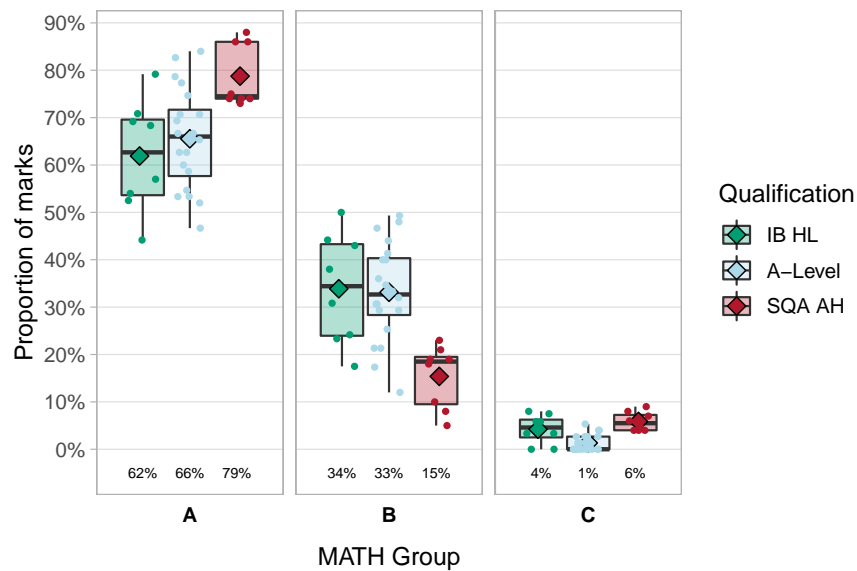 90%
80%
70%
60%
50%
40%
30%
20%
10%
0%
Proportion of marks
62% 66% 79%
34% 33% 15%
4% 1% 6%
A
B
C
MATH Group
Qualification
IB HL
A−Level
SQA AH